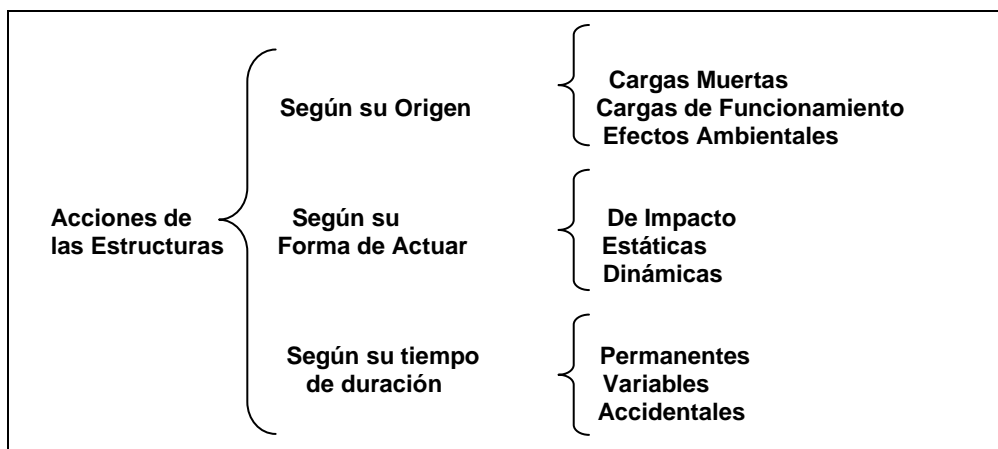 Acciones de
las Estructuras
Según su Origen
Cargas Muertas
Cargas de Funcionamiento
Efectos Ambientales
Según su
Forma de Actuar
De Impacto
Estáticas
Dinámicas
Según su tiempo
de duración
Permanentes
Variables
Accidentales